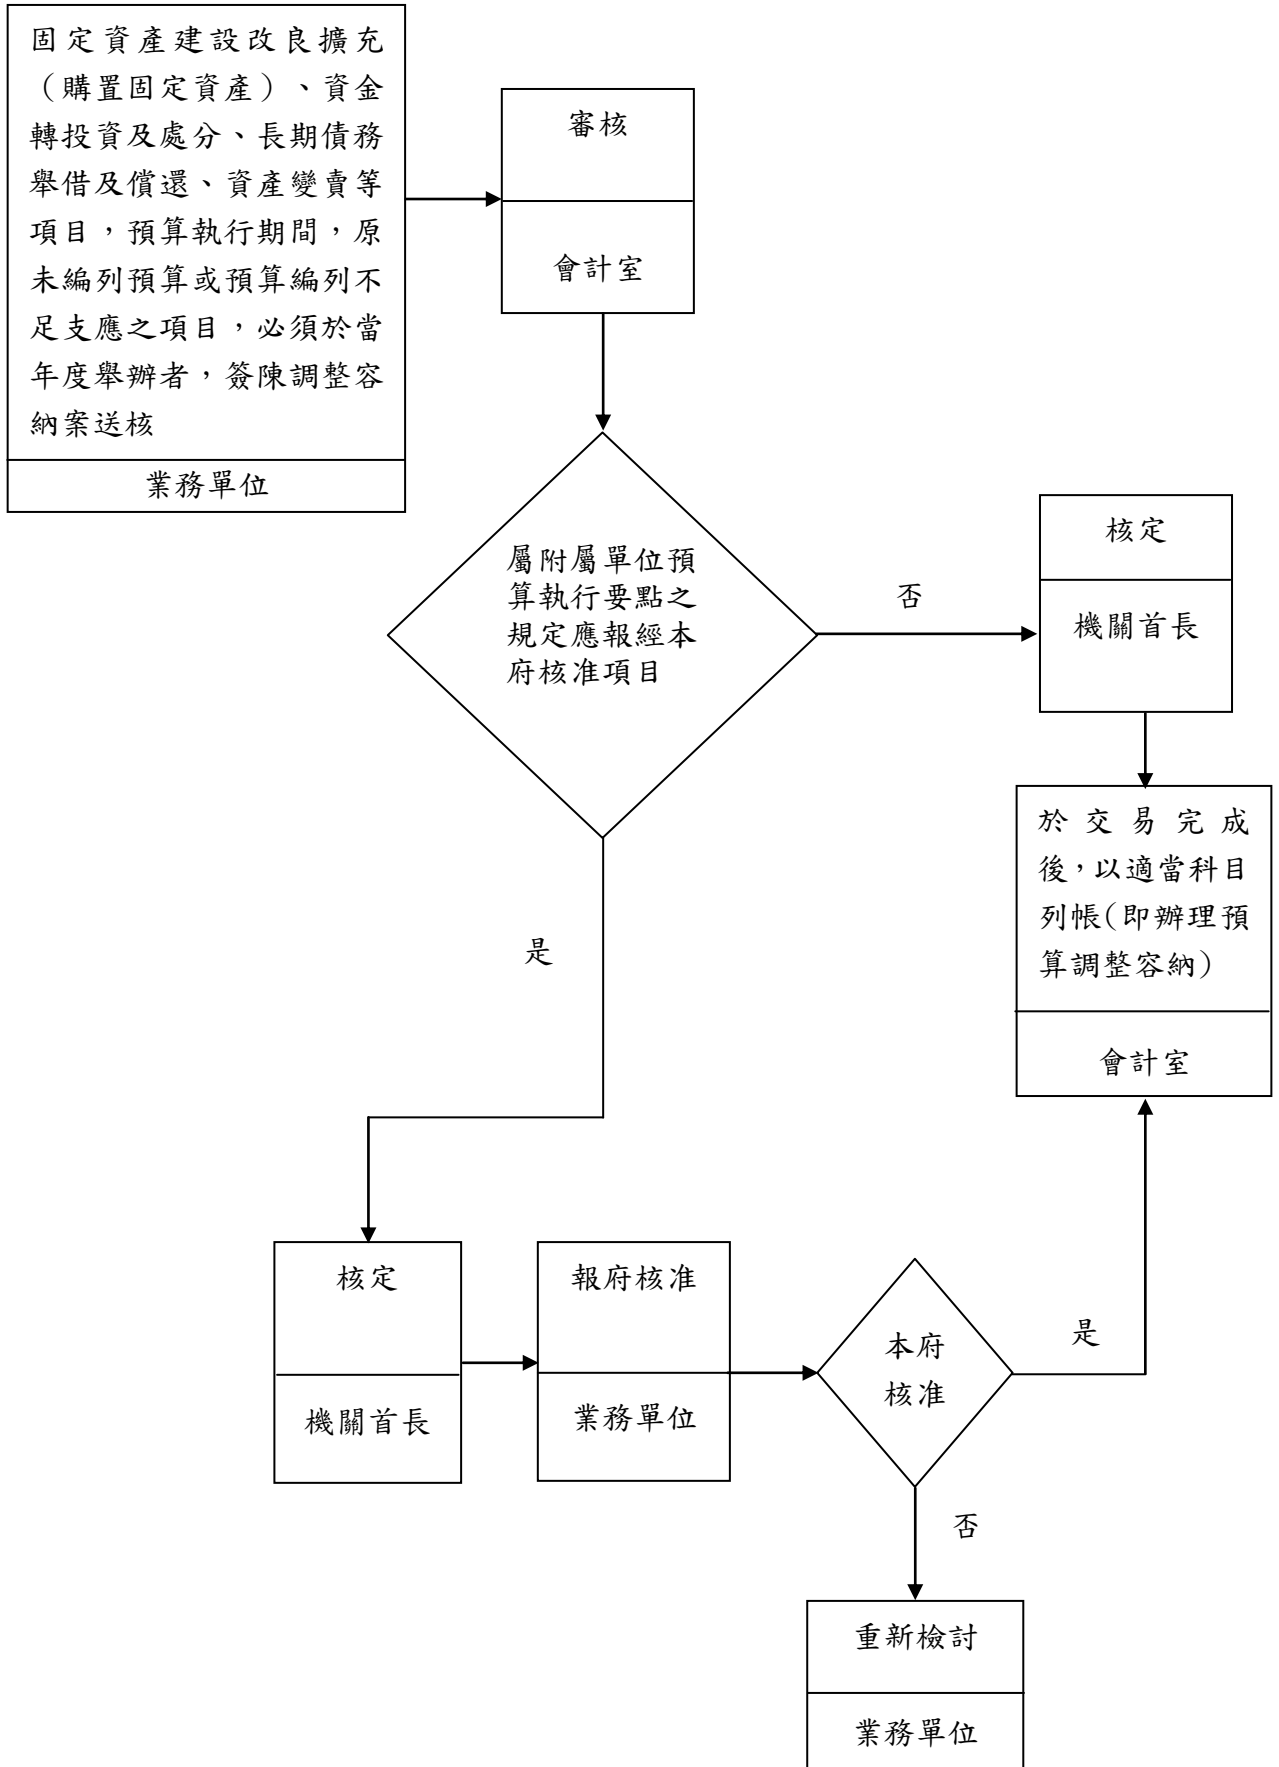 固定資產建設改良擴充
（購置固定資產）、資金
轉投資及處分、長期債務
舉借及償還、資產變賣等
項目，預算執行期間，原
未編列預算或預算編列不
足支應之項目，必須於當
年度舉辦者，簽陳調整容
納案送核
業務單位
審核
會計室
屬附屬單位預
算執行要點之
規定應報經本
府核准項目
否
核定
機關首長
於交易完成
後，以適當科目
列帳(即辦理預
算調整容納)
會計室
是
核定
機關首長
報府核准
業務單位
本府
核准
是
否
重新檢討
業務單位